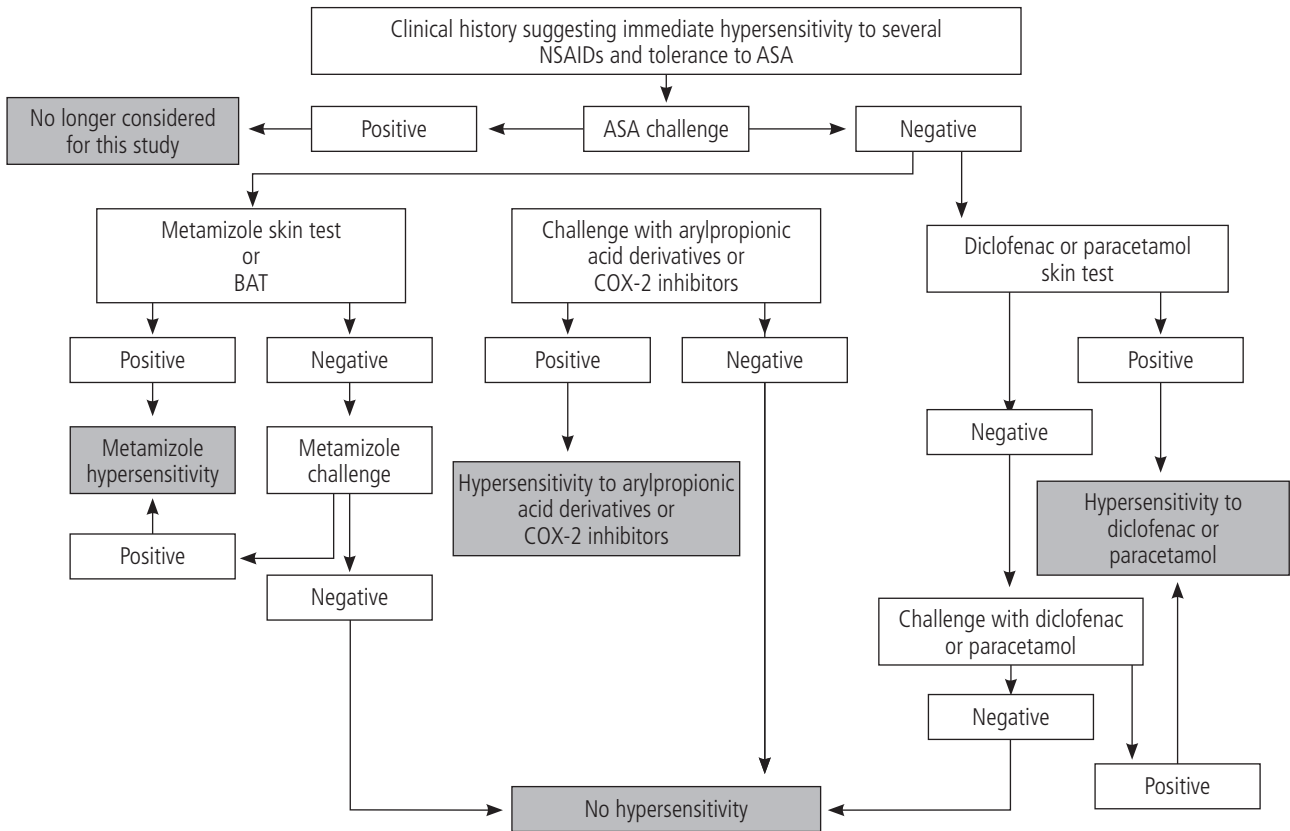 Clinical history suggesting immediate hypersensitivity to several
NSAIDs and tolerance to ASA
No longer considered
for this study
Positive
ASA challenge
Negative
Metamizole skin test
or
BAT
Challenge with arylpropionic
acid derivatives or
COX-2 inhibitors
Diclofenac or paracetamol
skin test
Positive
Negative
Positive
Negative
Positive
Negative
Metamizole
hypersensitivity
Metamizole
challenge
Hypersensitivity to arylpropionic
acid derivatives or
COX-2 inhibitors
Hypersensitivity to
diclofenac or
paracetamol
Positive
Negative
Challenge with diclofenac
or paracetamol
Negative
Positive
No hypersensitivity